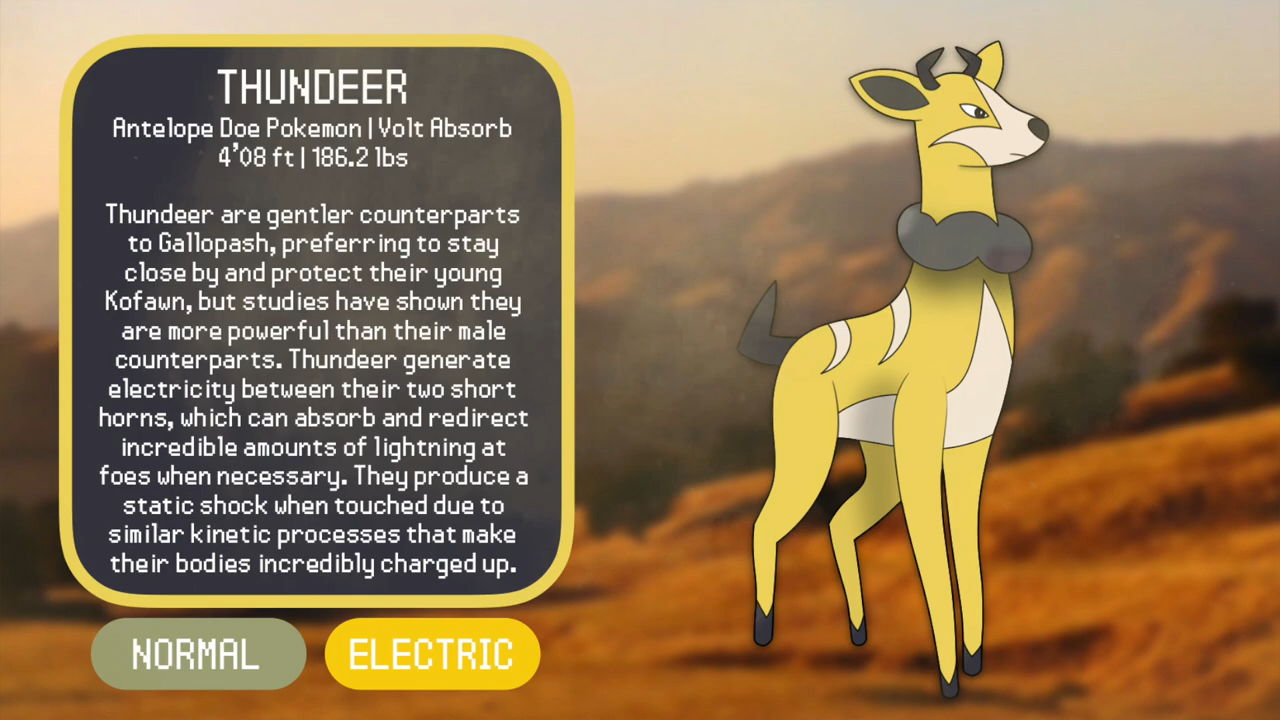 THUNDEER
Antelope Doe Pokemon | Volt Absorb
4'08 ft | 186.2 lbs
Thundeer are gentler counterparts
to Gallopash, preferring to stay
close by and protect their young
Kofawn, but studies have shown they
are more powerful than their male
counterparts. Thundeer generate
electricity between their two short
horns, which can absorb and redirect
incredible amounts of lightning at
foes when necessary. They produce a
static shock when touched due to
similar kinetic processes that make
their bodies incredibly charged up.
NORMAL ELECTRIC